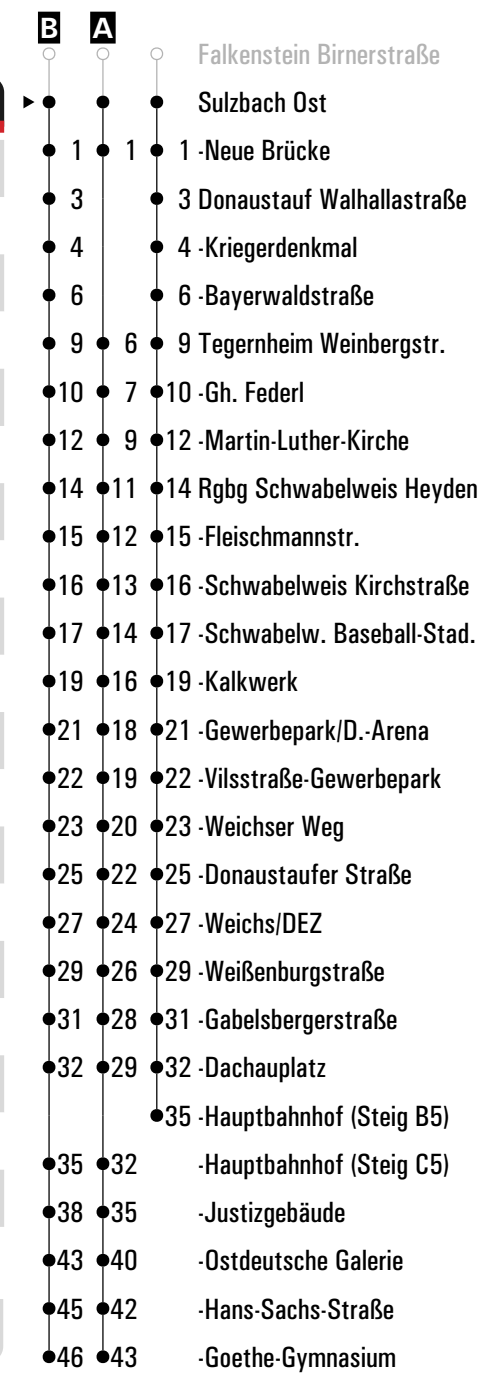 B A
Falkenstein Birnerstraße
Sulzbach Ost
1 1 1 -Neue Brücke
3 3 Donaustauf Walhallastraße
4 4 -Kriegerdenkmal
6 6 -Bayerwaldstraße
9 6 9 Tegernheim Weinbergstr.
10 7 10 -Gh. Federl
12 9 12 -Martin-Luther-Kirche
14 11 14 Rgbg Schwabelweis Heyden
15 12 15 -Fleischmannstr.
16 13 16 -Schwabelweis Kirchstraße
17 14 17 -Schwabelw. Baseball-Stad.
19 16 19 -Kalkwerk
21 18 21 -Gewerbepark/D.-Arena
22 19 22 -Vilsstraße-Gewerbepark
23 20 23 -Weichser Weg
25 22 25 -Donaustaufer Straße
27 24 27 -Weichs/DEZ
29 26 29 -Weißenburgstraße
31 28 31 -Gabelsbergerstraße
32 29 32 -Dachauplatz
35 -Hauptbahnhof (Steig B5)
35 32 -Hauptbahnhof (Steig C5)
38 35 -Justizgebäude
43 40 -Ostdeutsche Galerie
45 42 -Hans-Sachs-Straße
46 43 -Goethe-Gymnasium